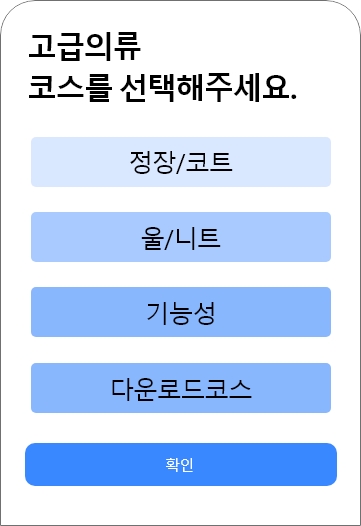 고급의류
코스를 선택해주세요.
정장/코트
울/니트
기능성
다운로드코스
확인